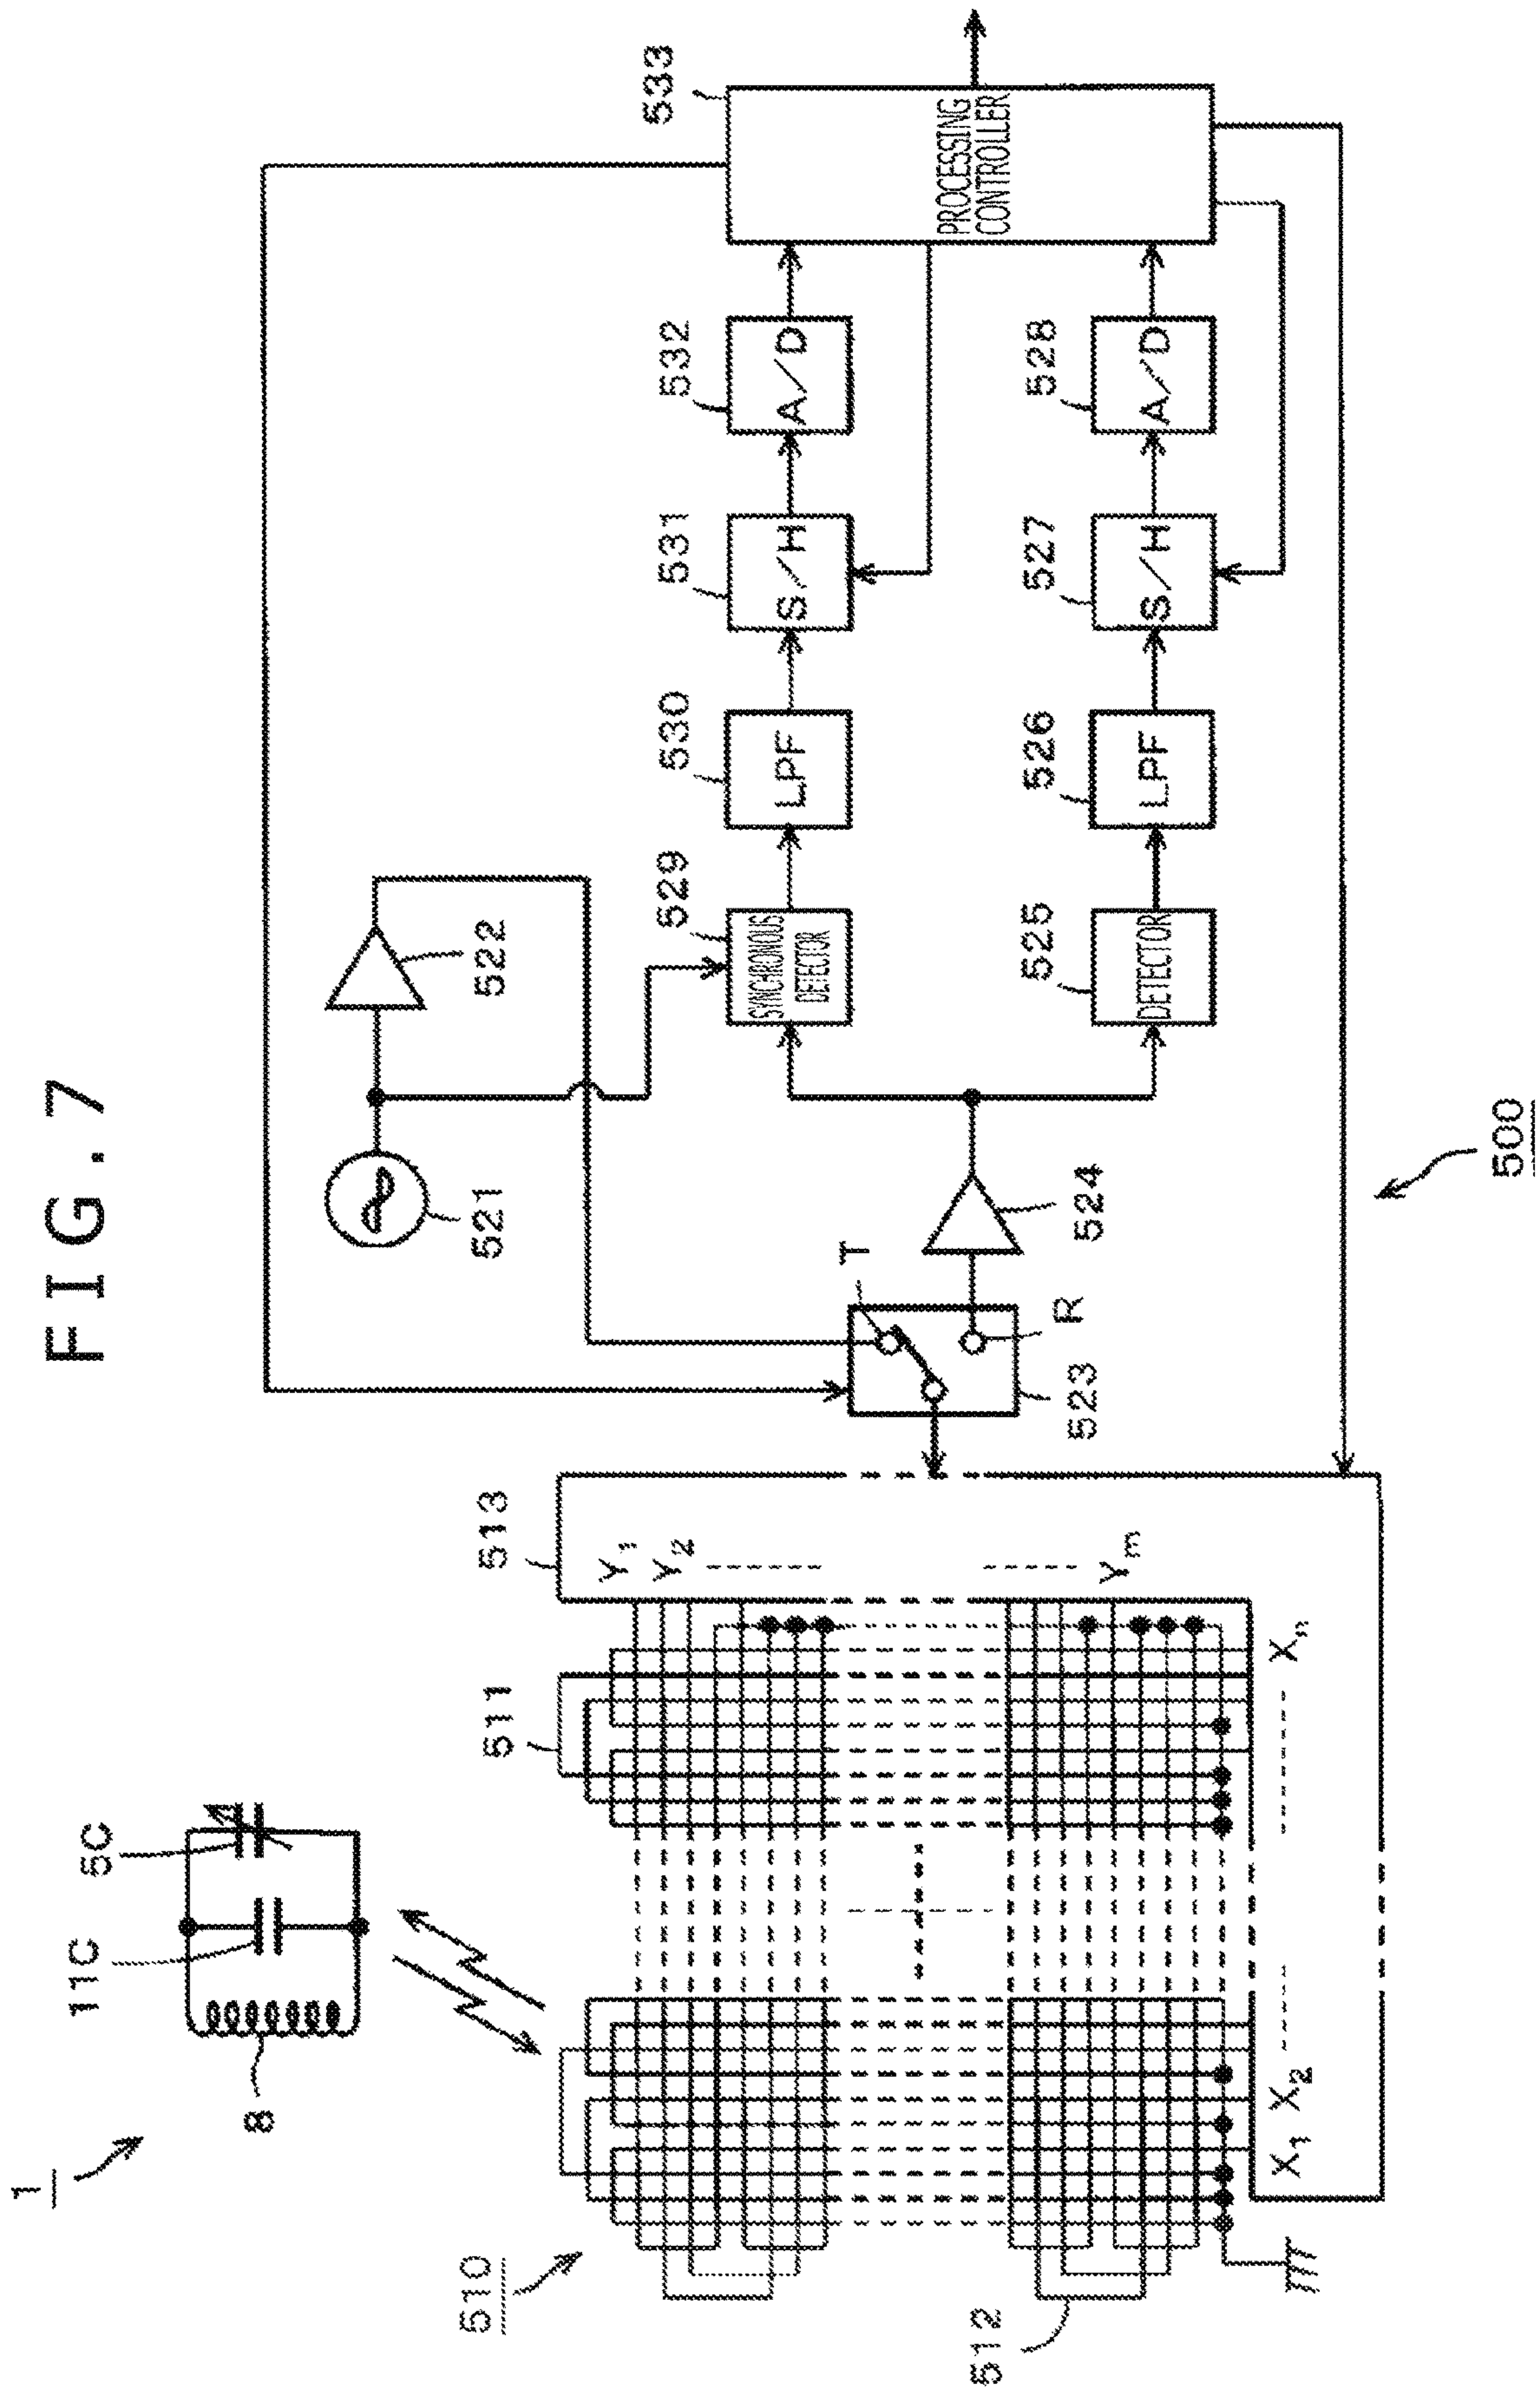 FIG. 7
1
11C
5C
8
521
522
533
PROCESSING
CONTROLLER
529
SYNCHRONOUS
DETECTOR
530
LPF
531
S/H
532
A/D
510
511
513
Y1
Y2
Ym
T
R
523
524
525
DETECTOR
526
LPF
527
S/H
528
A/D
512
X1
X2
Xn
500